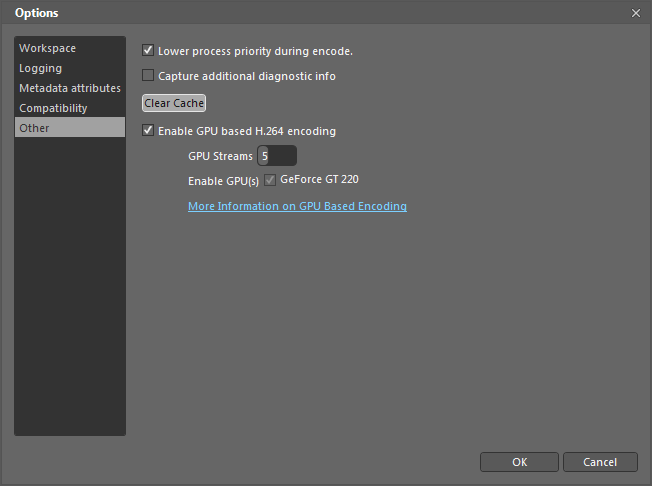 Options
Workspace
Logging
Metadata attributes
Compatibility
Other
Lower process priority during encode.
Capture additional diagnostic info
Clear Cache
Enable GPU based H.264 encoding
GPU Streams 5
Enable GPU(s) GeForce GT 220
More Information on GPU Based Encoding
OK Cancel